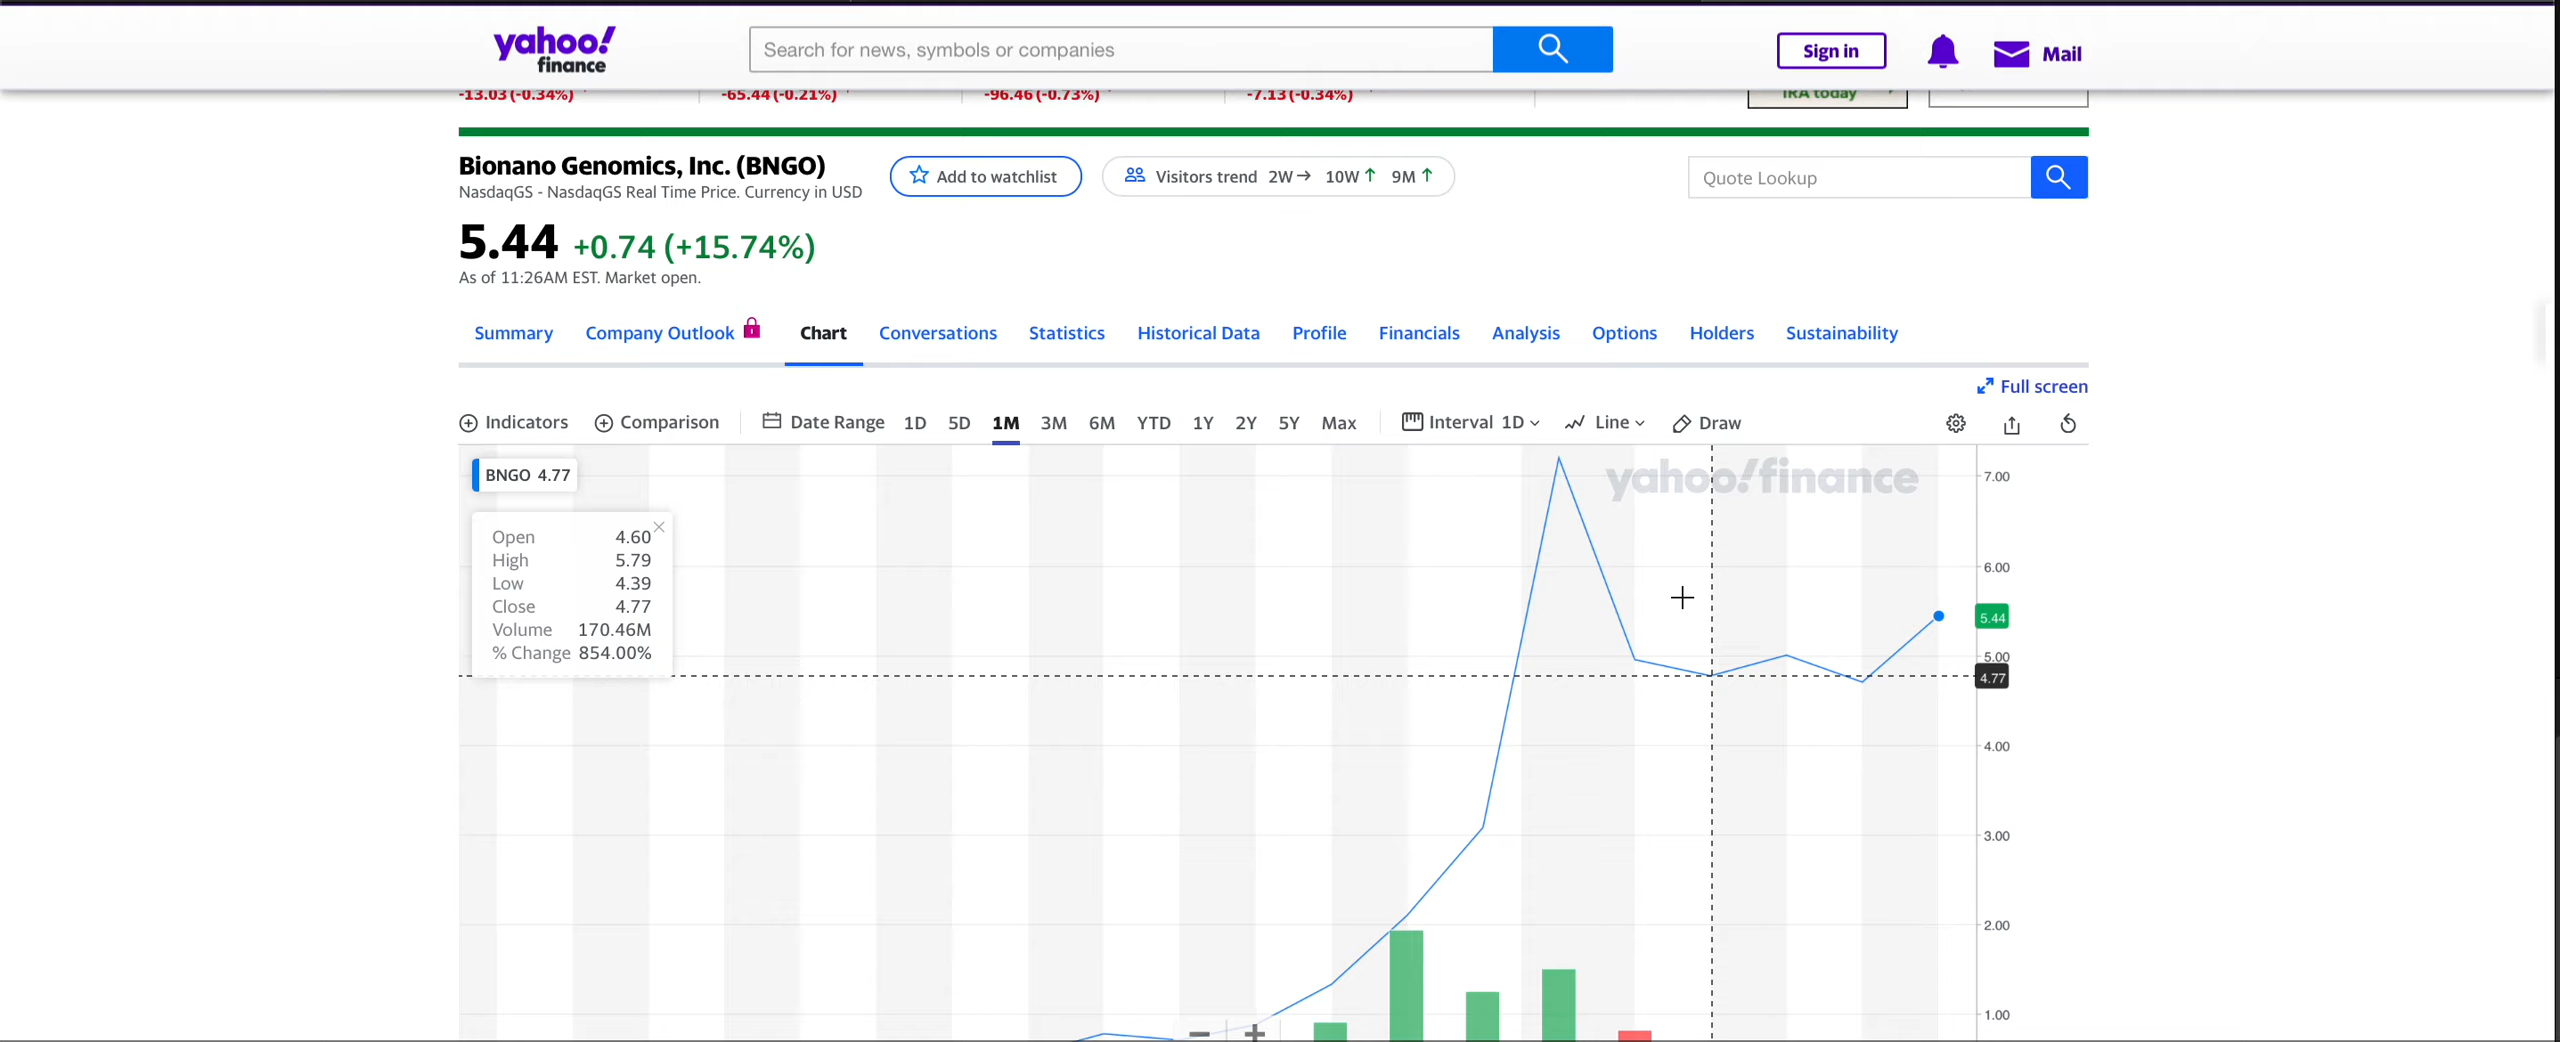 yahoo!
finance
Search for news, symbols or companies
Sign in
Mail
-13.03 (-0.34%)
-65.44 (-0.21%)
-96.46 (-0.73%)
-7.13 (-0.34%)
IRA today
Bionano Genomics, Inc. (BNGO)
NasdaqGS - NasdaqGS Real Time Price. Currency in USD
Add to watchlist
Visitors trend 2W→ 10W↑ 9M↑
Quote Lookup
5.44 +0.74 (+15.74%)
As of 11:26AM EST. Market open.
Summary Company Outlook Chart Conversations Statistics Historical Data Profile Financials Analysis Options Holders Sustainability
Full screen
Indicators Comparison Date Range 1D 5D 1M 3M 6M YTD 1Y 2Y 5Y Max Interval 1D Line Draw
BNGO 4.77
yahoo!finance
Open 4.60
High 5.79
Low 4.39
Close 4.77
Volume 170.46M
% Change 854.00%
7.00
6.00
5.44
5.00
4.77
4.00
3.00
2.00
1.00